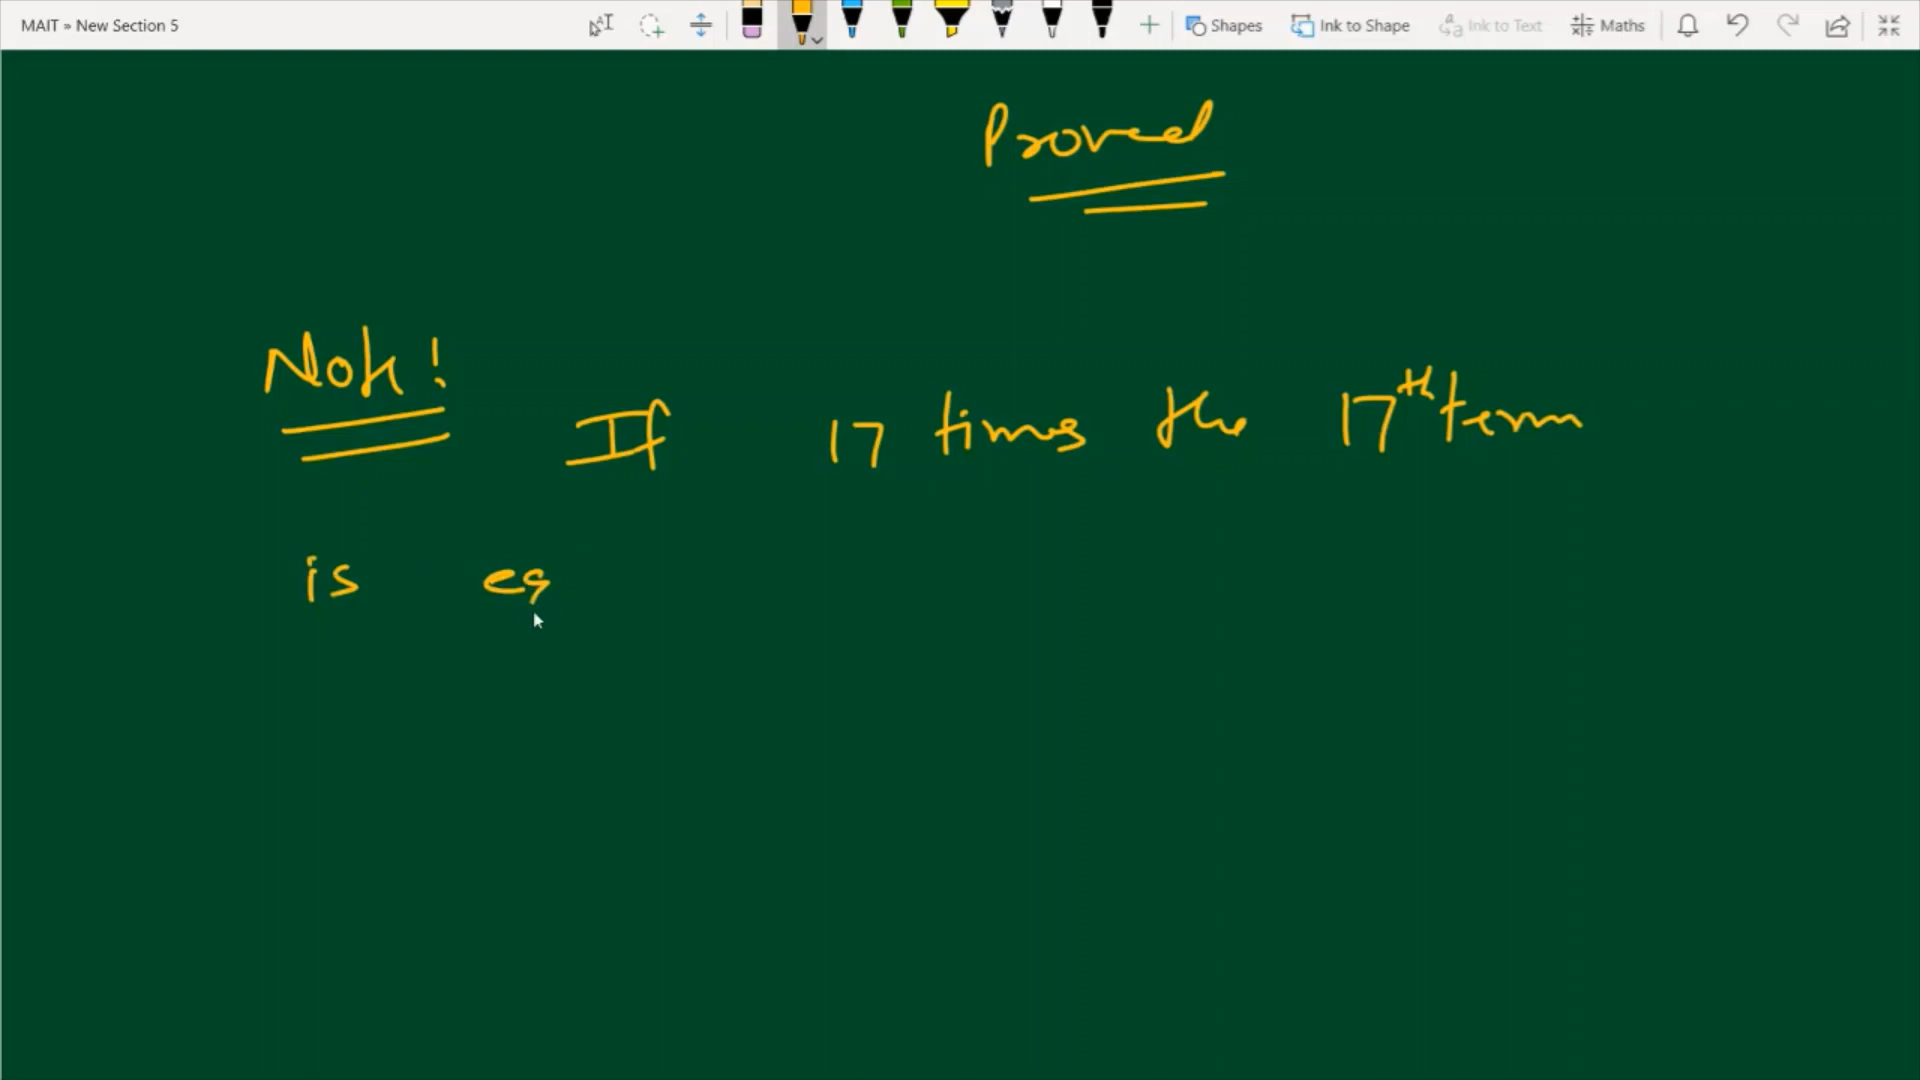 MAIT » New Section 5
Shapes
Ink to Shape
Ink to Text
Maths
Proved
Note!
If 17 times the 17th term
is eq